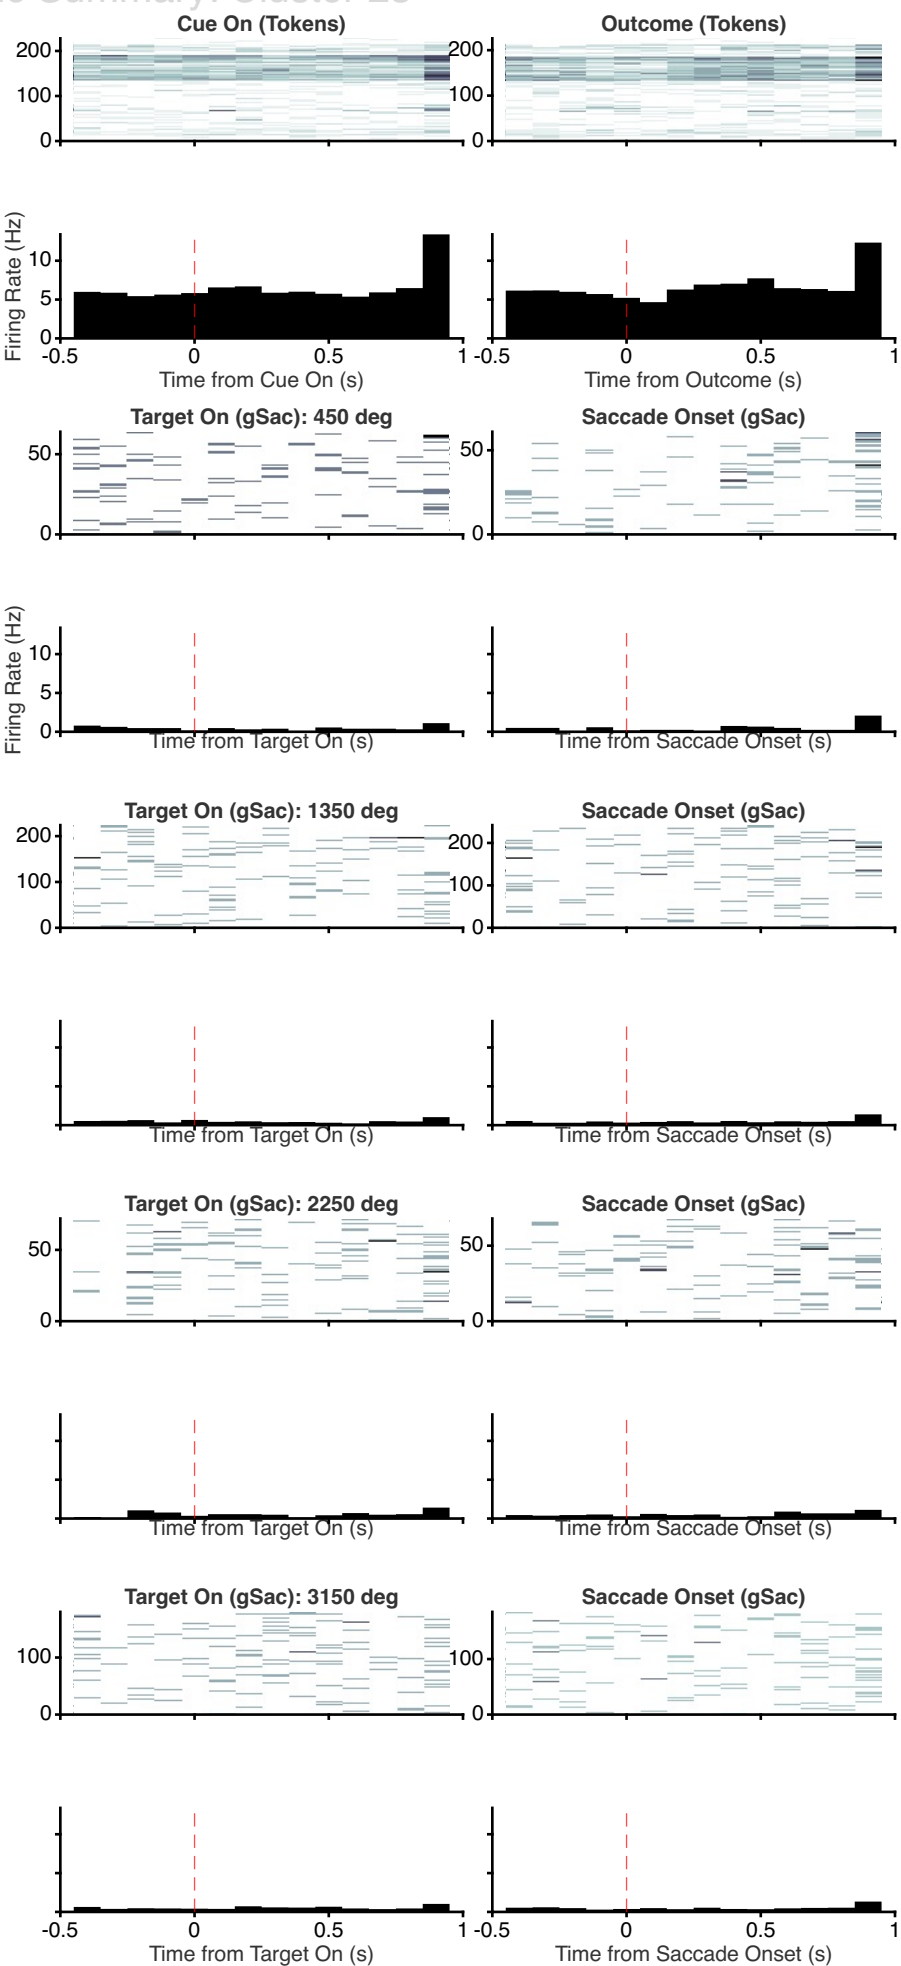 Summary: Cluster
Cue On (Tokens) Outcome (Tokens)
200 200
100 100
0 0
Firing Rate (Hz)
10
5
0
-0.5 0 0.5 1 -0.5 0 0.5 1
Time from Cue On (s) Time from Outcome (s)
Target On (gSac): 450 deg Saccade Onset (gSac)
50 50
0 0
Firing Rate (Hz)
10
5
0
Time from Target On (s) Time from Saccade Onset (s)
Target On (gSac): 1350 deg Saccade Onset (gSac)
200 200
100 100
0 0
Time from Target On (s) Time from Saccade Onset (s)
Target On (gSac): 2250 deg Saccade Onset (gSac)
50 50
0 0
Time from Target On (s) Time from Saccade Onset (s)
Target On (gSac): 3150 deg Saccade Onset (gSac)
100 100
0 0
-0.5 0 0.5 1 -0.5 0 0.5 1
Time from Target On (s) Time from Saccade Onset (s)